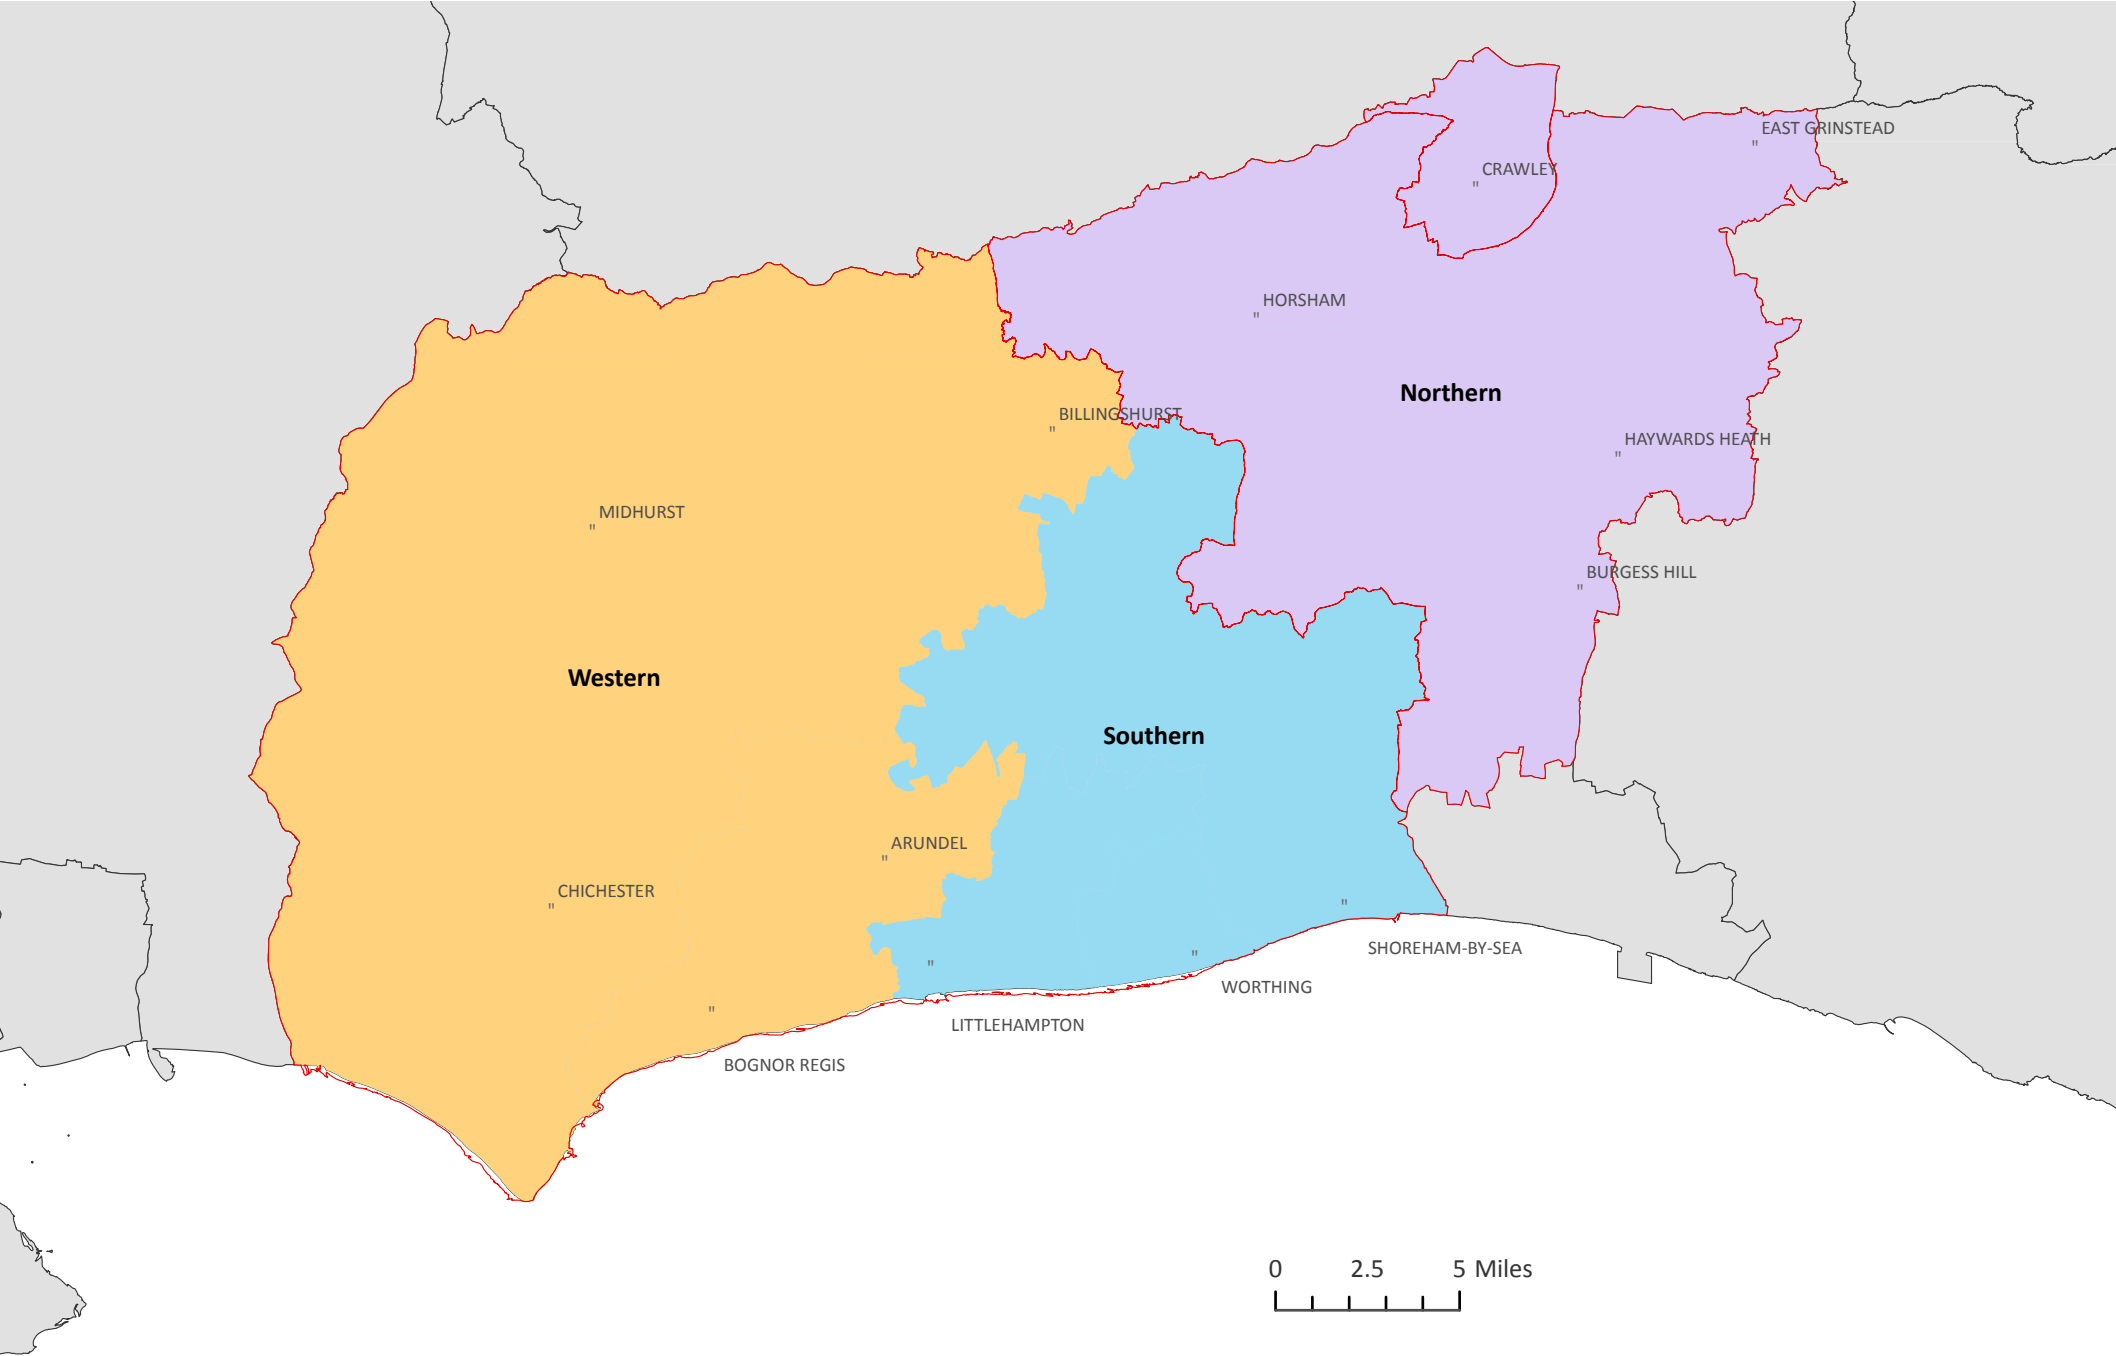 EAST GRINSTEAD
CRAWLEY
HORSHAM
Northern
BILLINGSHURST
HAYWARDS HEATH
MIDHURST
BURGESS HILL
Western
Southern
ARUNDEL
CHICHESTER
SHOREHAM-BY-SEA
WORTHING
LITTLEHAMPTON
BOGNOR REGIS
0 2.5 5 Miles